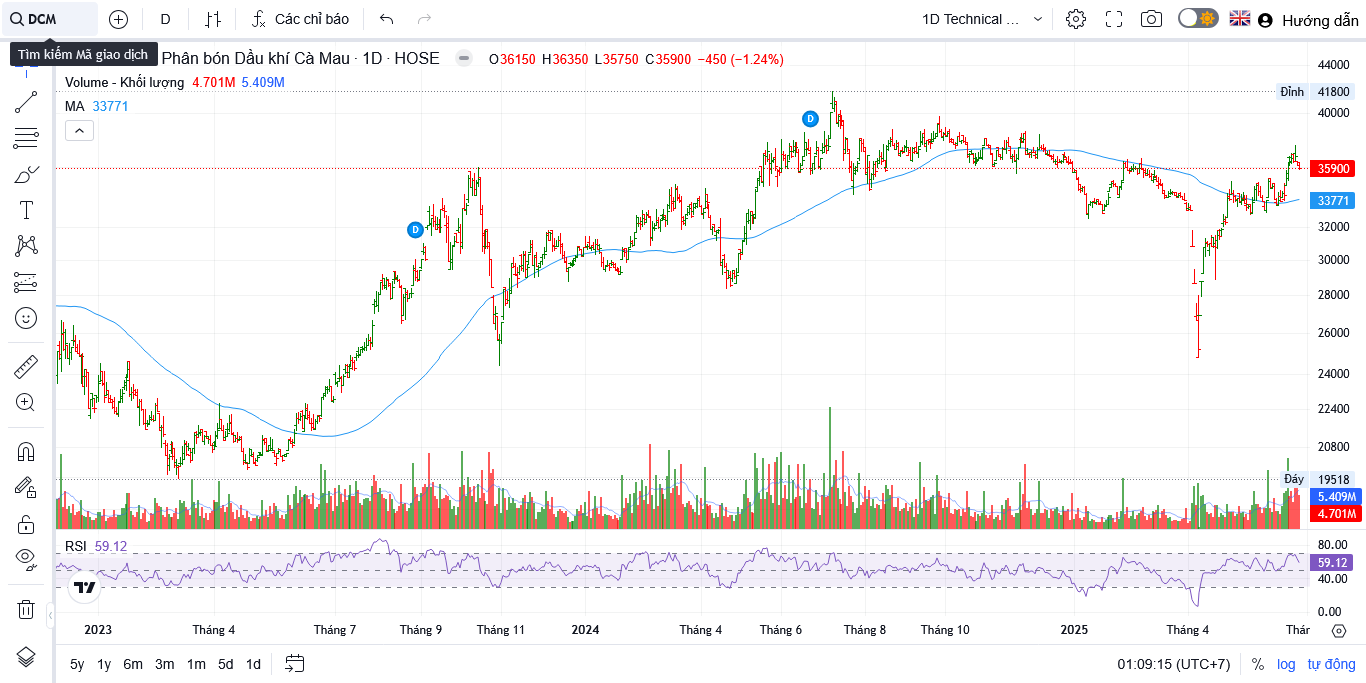 DCM
D
Các chỉ báo
1D Technical ...
Hướng dẫn
Tìm kiếm Mã giao dịch
Phân bón Dầu khí Cà Mau · 1D · HOSE
O36150 H36350 L35750 C35900 −450 (−1.24%)
Volume - Khối lượng 4.701M 5.409M
MA 33771
D
D
44000
Đỉnh 41800
40000
35900
33771
32000
30000
28000
26000
24000
22400
20800
Đáy 19518
5.409M
4.701M
RSI 59.12
80.00
59.12
40.00
0.00
2023 Tháng 4 Tháng 7 Tháng 9 Tháng 11 2024 Tháng 4 Tháng 6 Tháng 8 Tháng 10 2025 Tháng 4 Thár
5y 1y 6m 3m 1m 5d 1d
01:09:15 (UTC+7) % log tự động